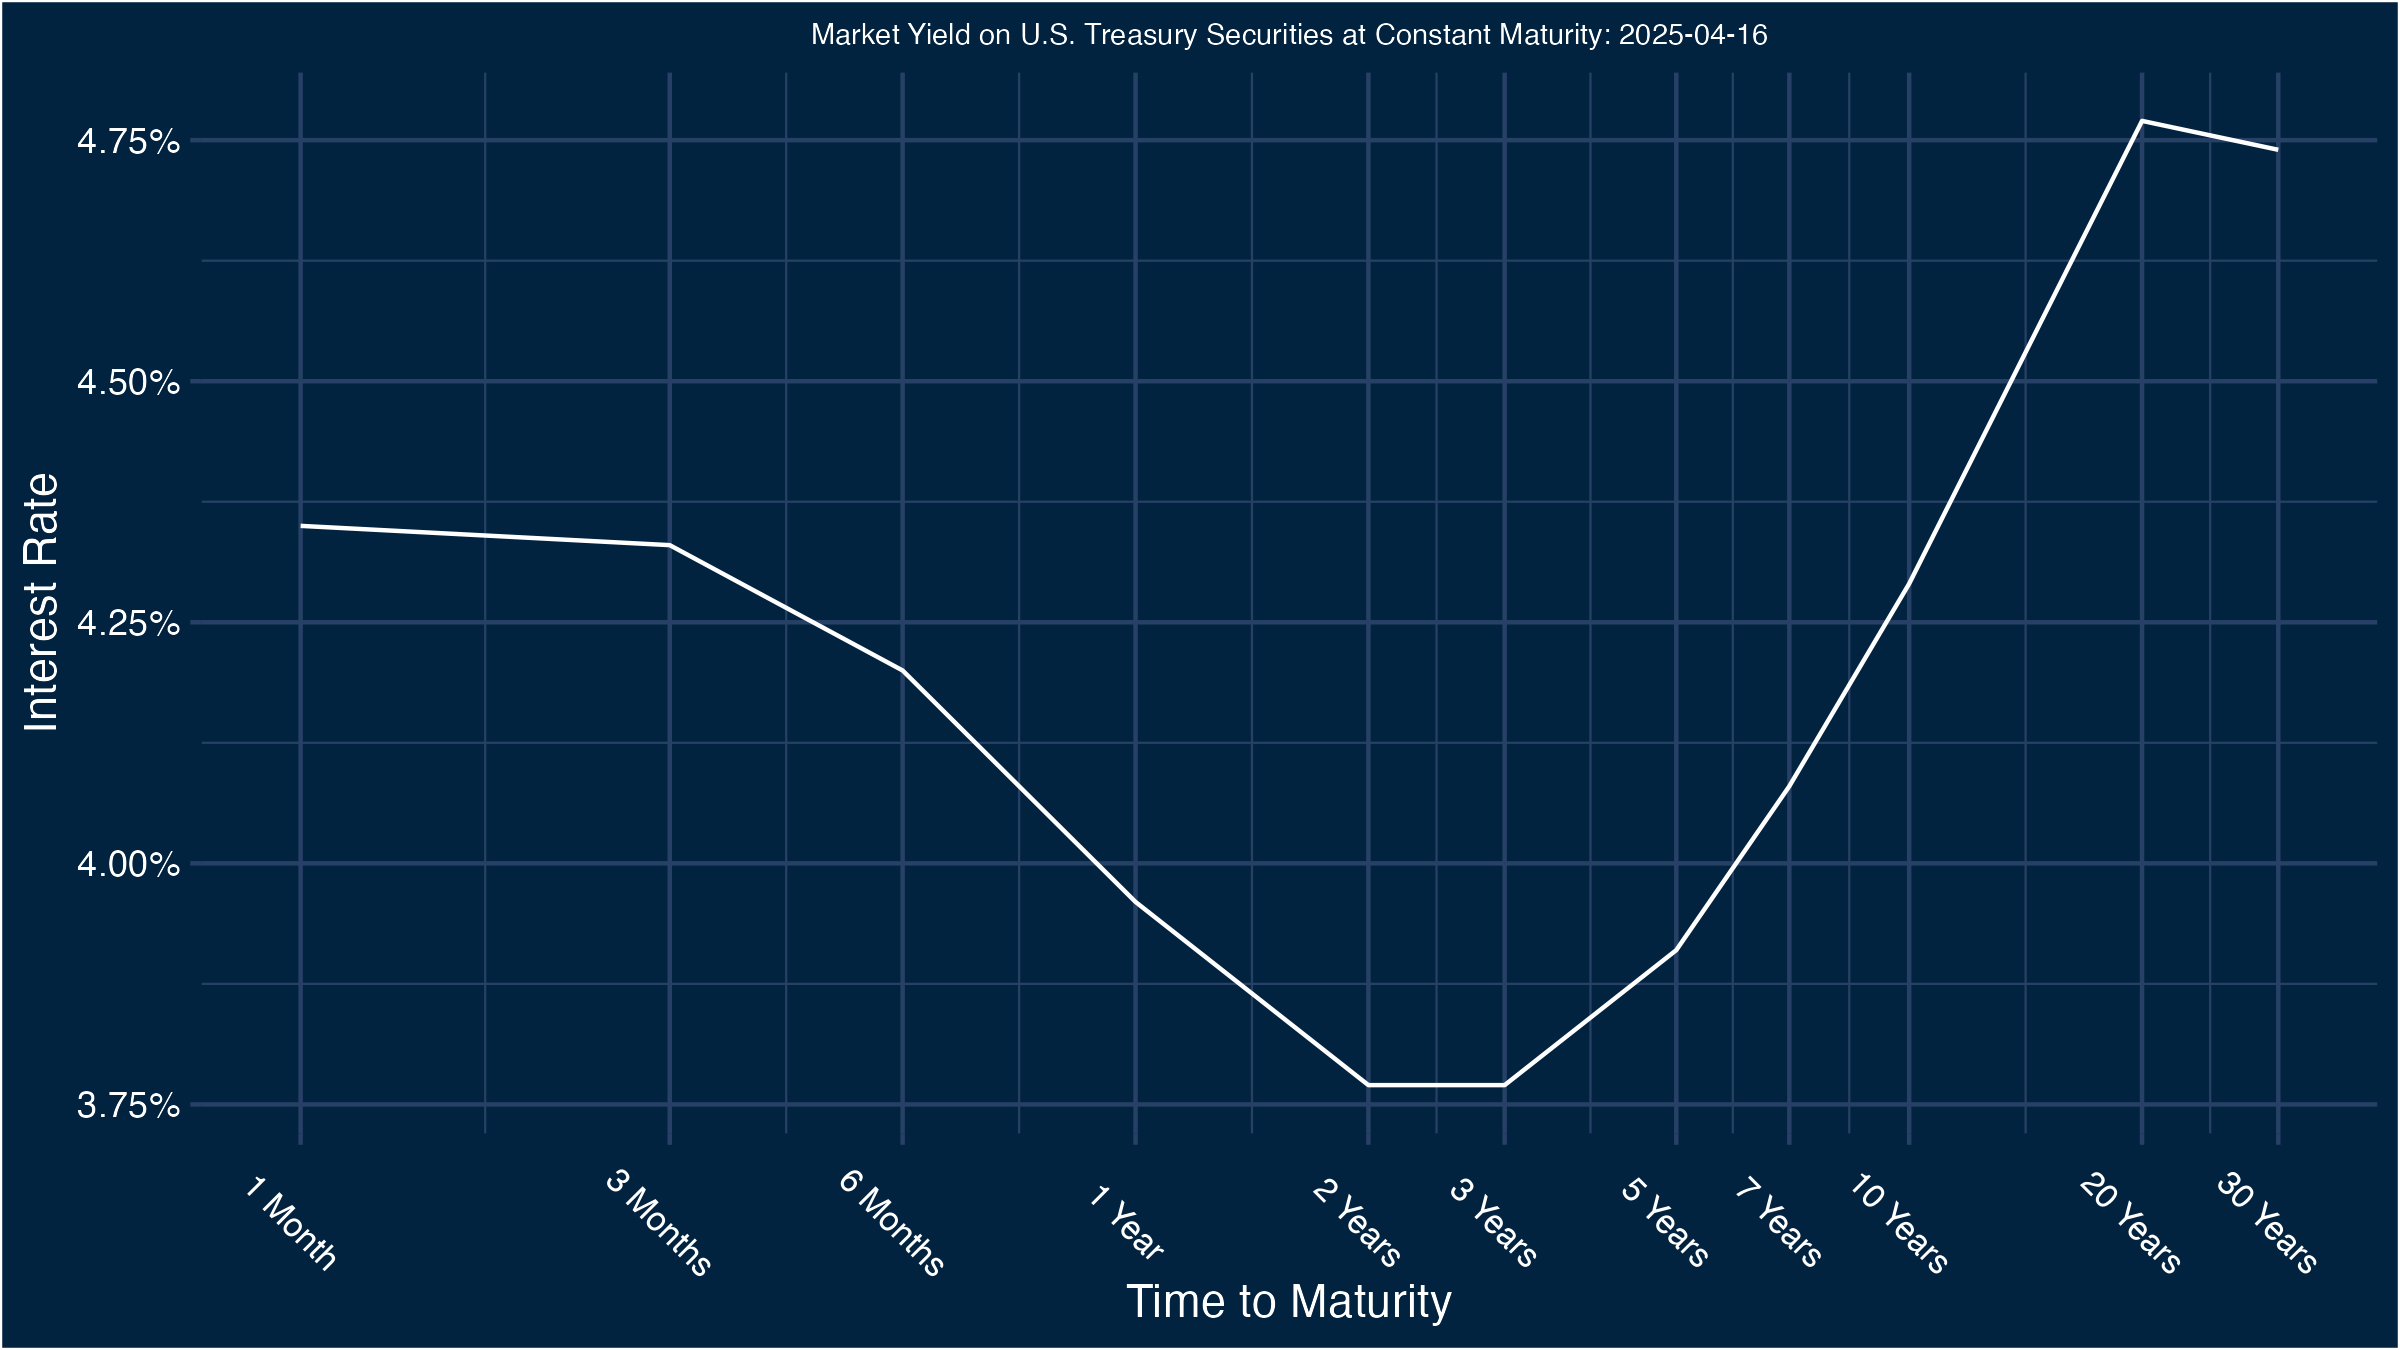 Market Yield on U.S. Treasury Securities at Constant Maturity: 2025-04-16
Interest Rate
4.75%
4.50%
4.25%
4.00%
3.75%
1 Month
3 Months
6 Months
1 Year
2 Years
3 Years
5 Years
7 Years
10 Years
20 Years
30 Years
Time to Maturity